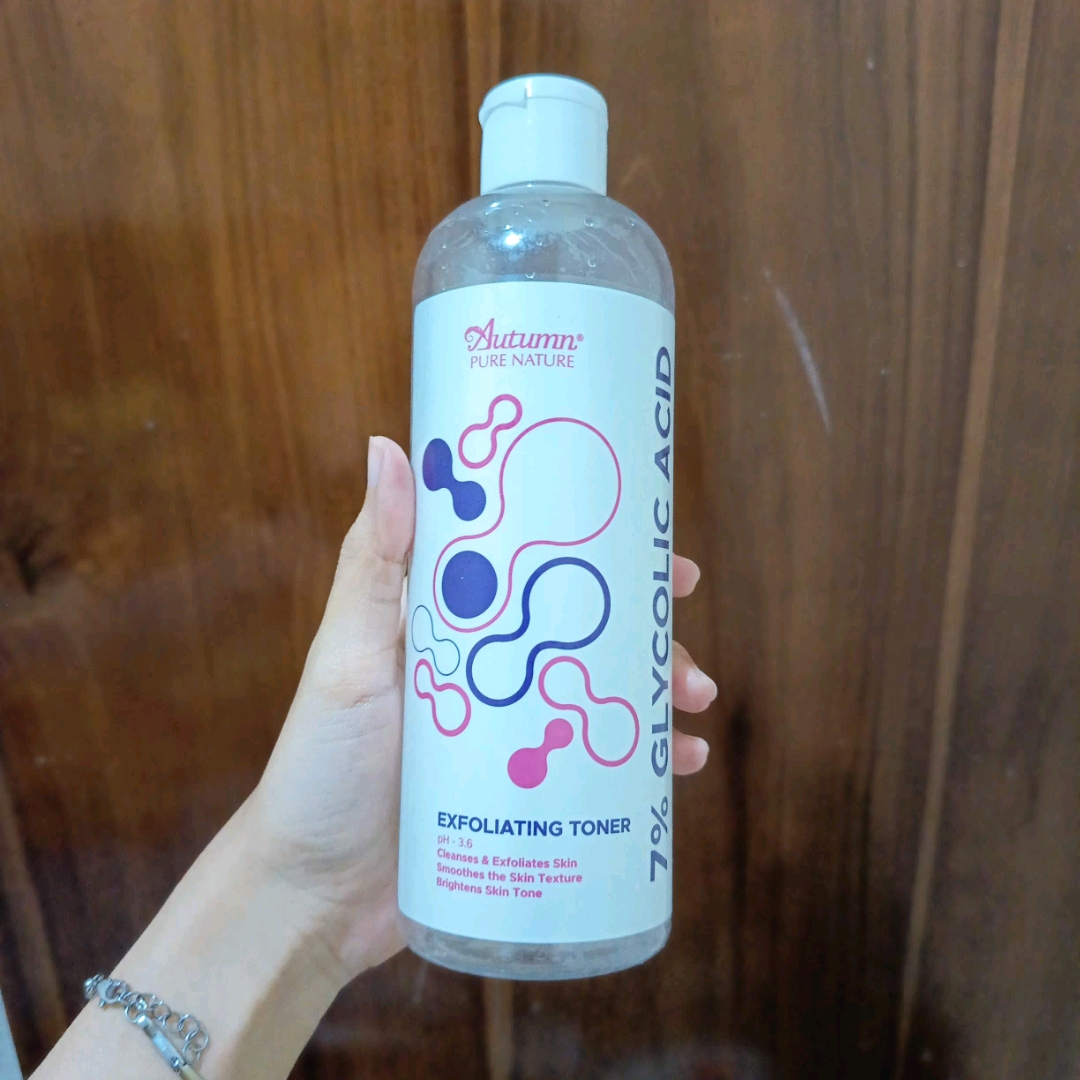 Autumn®
PURE NATURE
7% GLYCOLIC ACID
EXFOLIATING TONER
pH - 3.6
Cleanses & Exfoliates Skin
Smoothes the Skin Texture
Brightens Skin Tone